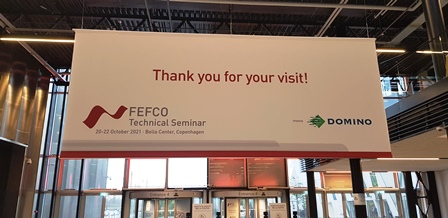 Thank you for your visit!
FEFCO
Technical Seminar
20-22 October 2021 - Bella Center, Copenhagen
DOMINO